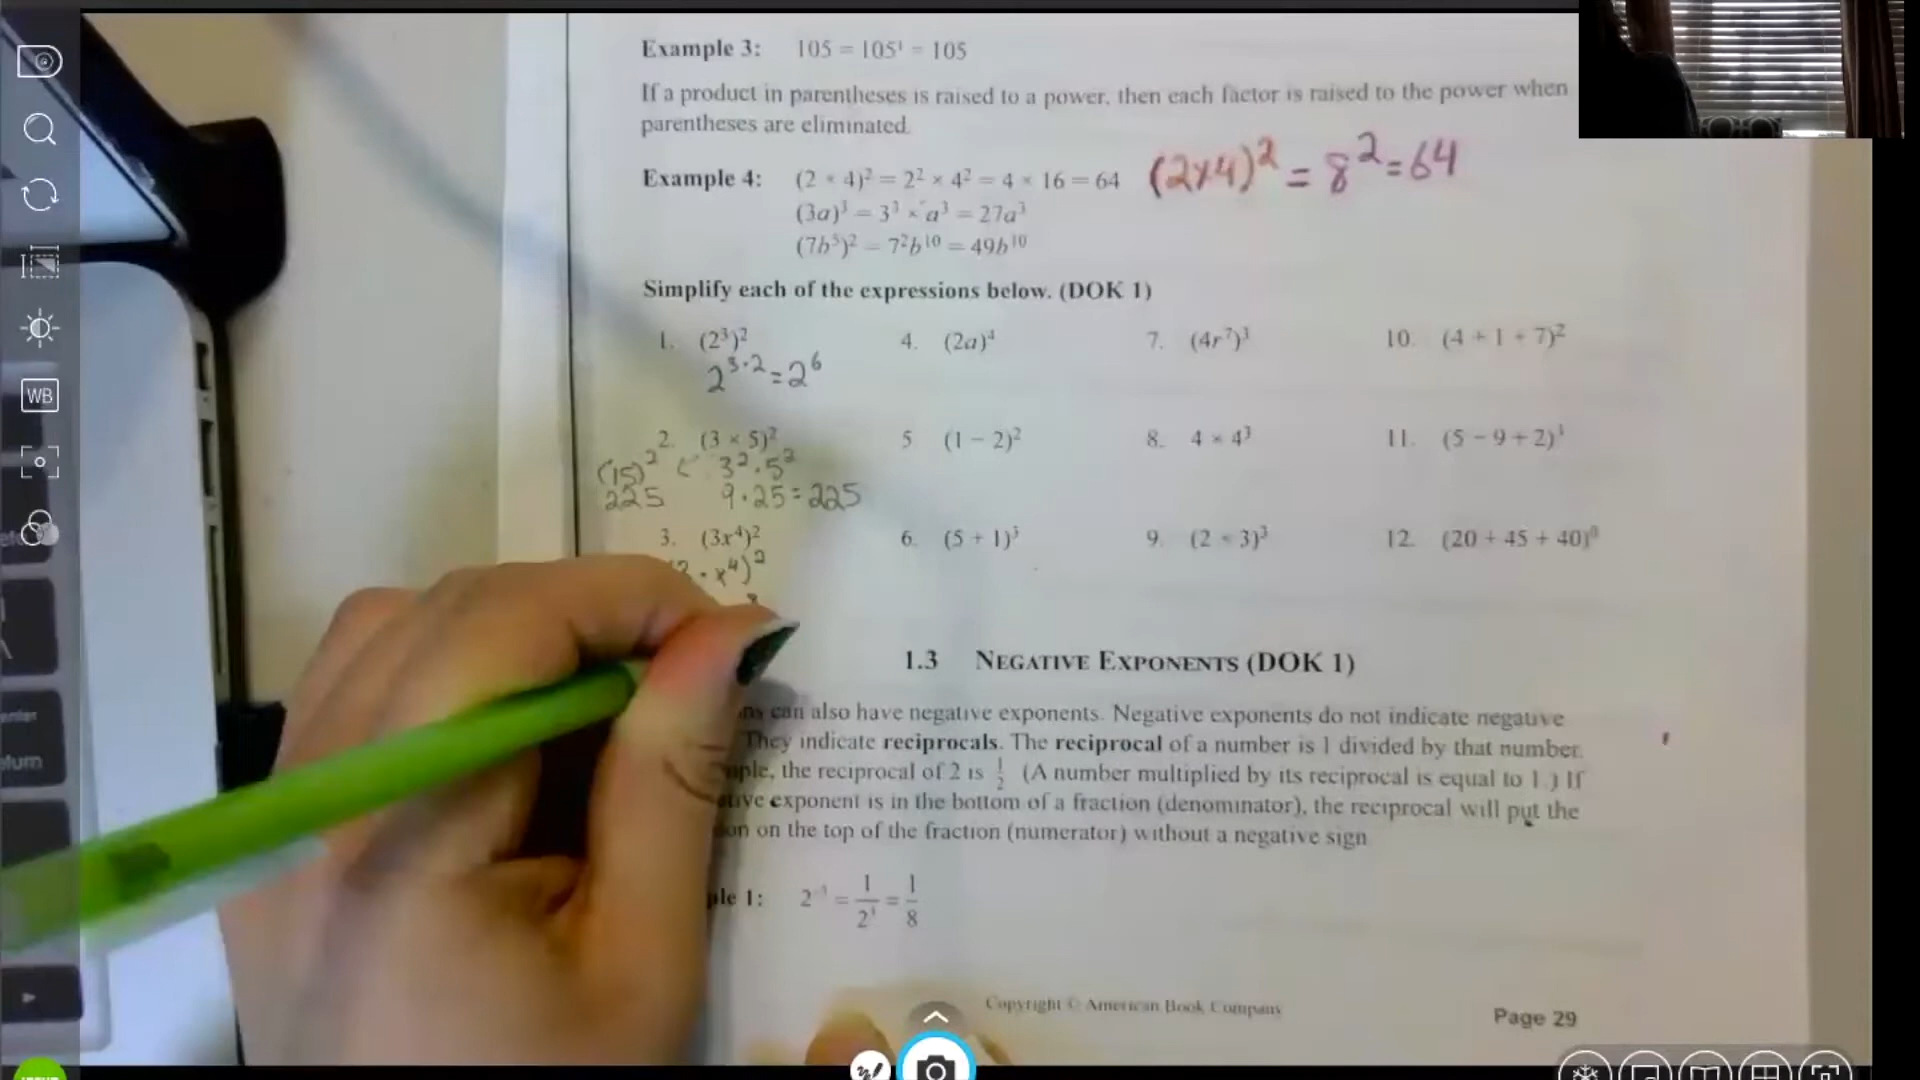 Example 3: 105 = 105¹ = 105
If a product in parentheses is raised to a power, then each factor is raised to the power when
parentheses are eliminated.
Example 4: (2 × 4)² = 2² × 4² = 4 × 16 = 64 (2×4)² = 8² = 64
(3a)³ = 3³ × a³ = 27a³
(7b⁵)² = 7²b¹⁰ = 49b¹⁰
Simplify each of the expressions below. (DOK 1)
1. (2³)² 4. (2a)⁴ 7. (4r⁷)³ 10. (4 + 1 + 7)²
2³·² = 2⁶
2. (3 × 5)² 5 (1 − 2)² 8. 4 × 4³ 11. (5 − 9 + 2)
(15)² 3² · 5²
225 9 · 25 = 225
3. (3x⁴)² 6. (5 + 1)³ 9. (2 × 3)³ 12. (20 + 45 + 40)
· x⁴)²
1.3 NEGATIVE EXPONENTS (DOK 1)
can also have negative exponents. Negative exponents do not indicate negative
They indicate reciprocals. The reciprocal of a number is 1 divided by that number.
the reciprocal of 2 is 1/2 (A number multiplied by its reciprocal is equal to 1.) If
exponent is in the bottom of a fraction (denominator), the reciprocal will put the
on the top of the fraction (numerator) without a negative sign
1: = 1/8
Copyright © American Book Company
Page 29
WB